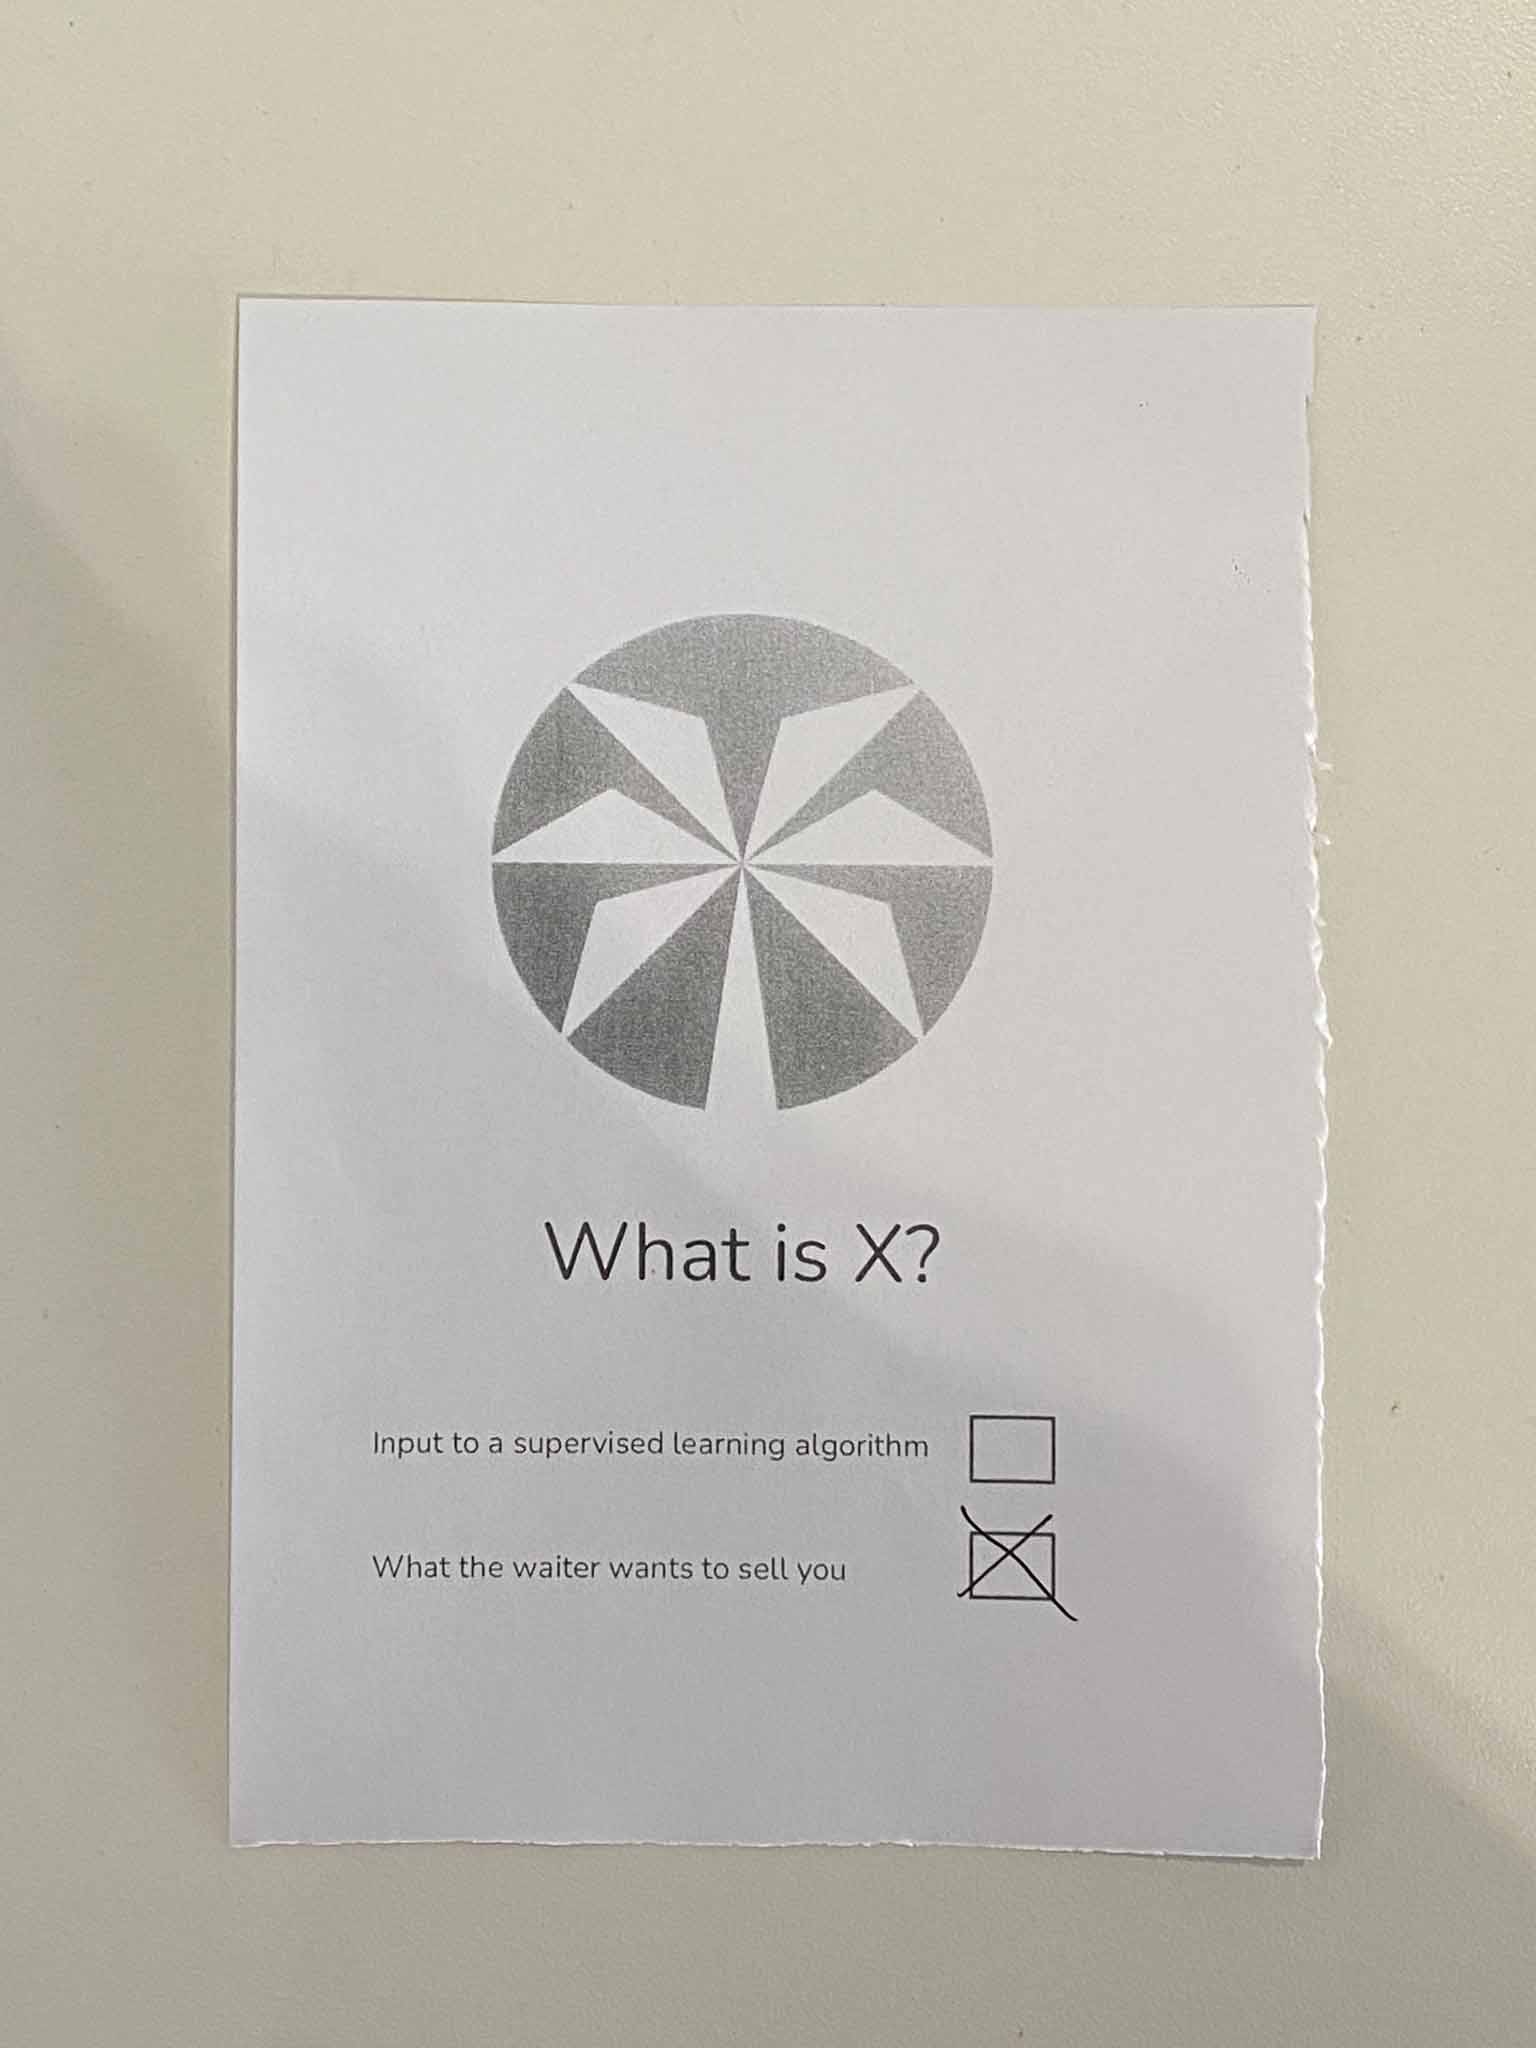 What is X?
Input to a supervised learning algorithm
What the waiter wants to sell you